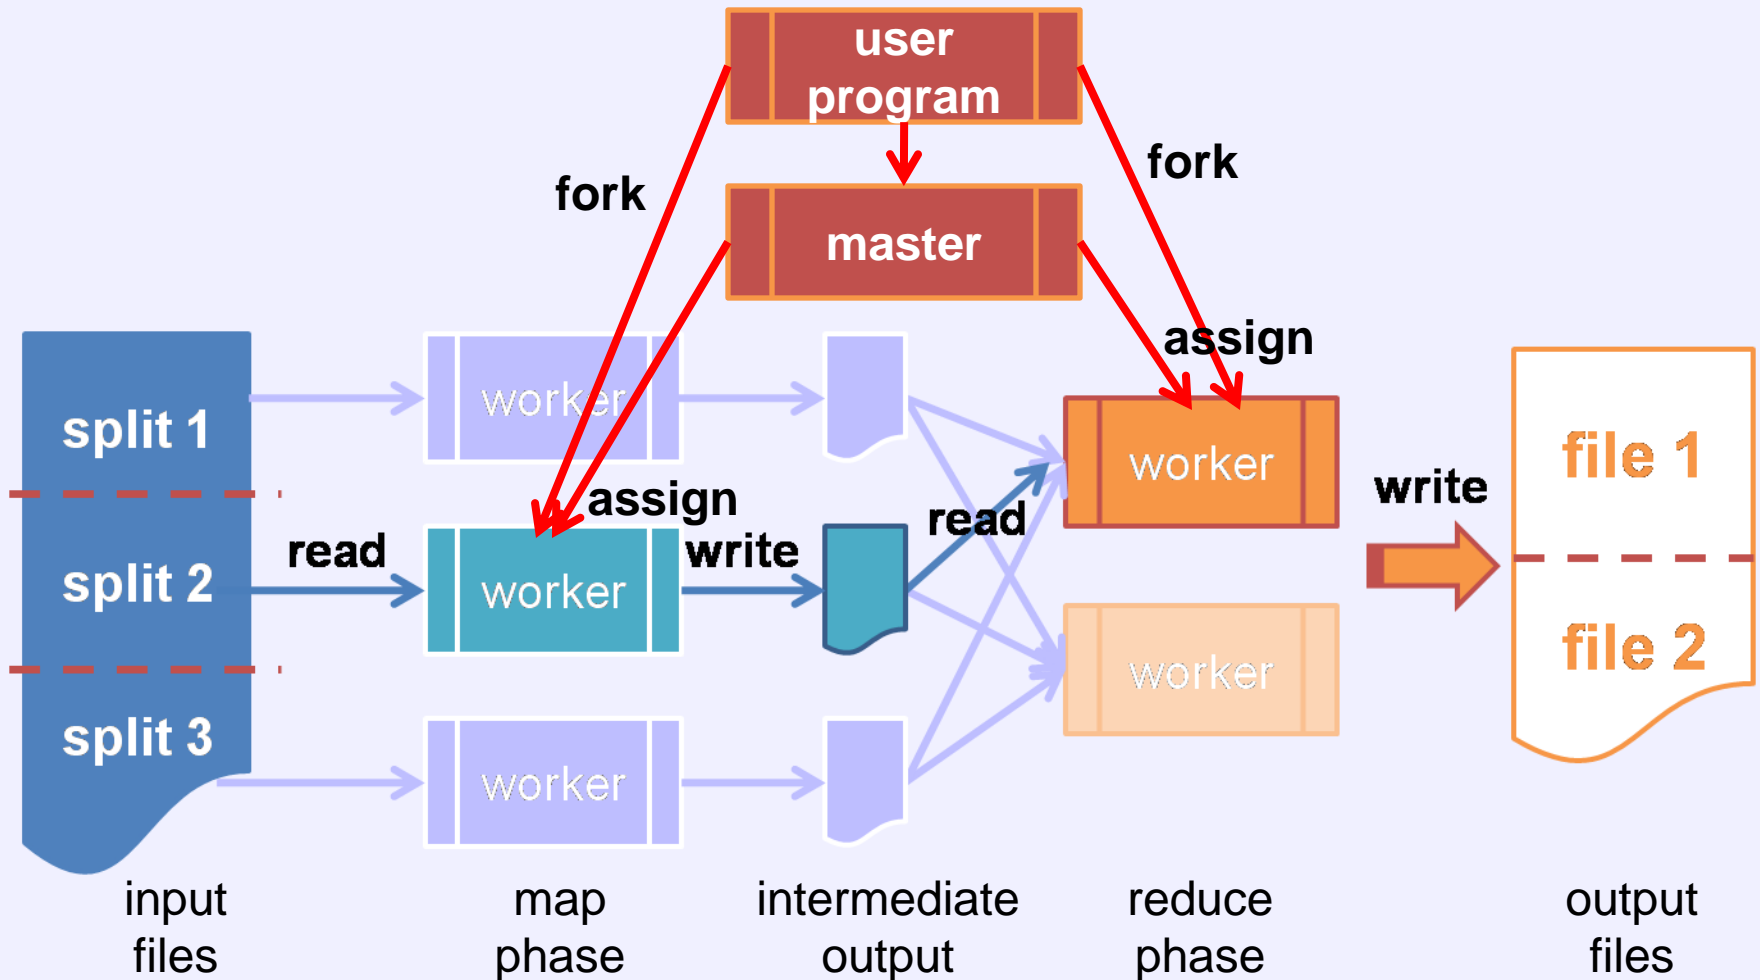 user
program
fork
fork
master
assign
split 1
worker
worker
file 1
assign
write
read
write
read
split 2
worker
file 2
worker
split 3
worker
input
files
map
phase
intermediate
output
reduce
phase
output
files